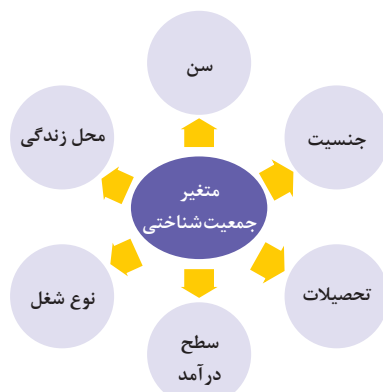 سن
جنسیت
محل زندگی
متغیر
جمعیت‌شناختی
تحصیلات
نوع شغل
سطح
درآمد